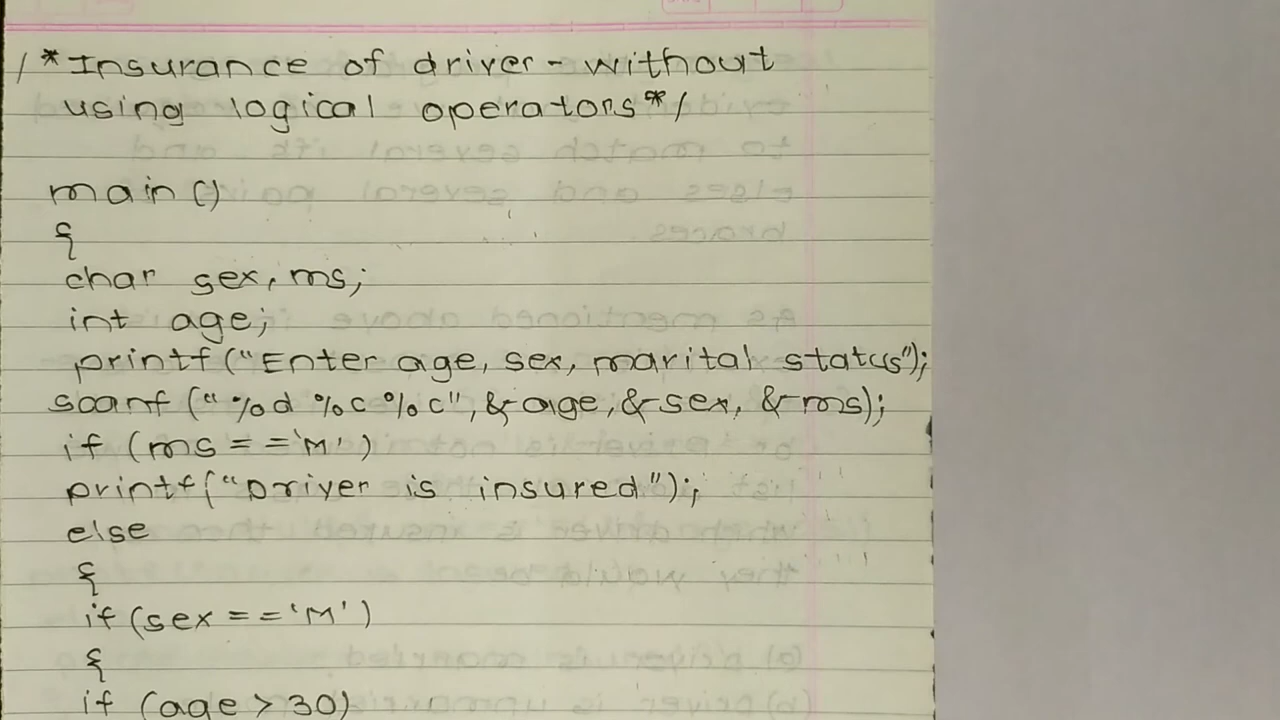 /*Insurance of driver - without
using logical operators*/
main()
{
char sex, ms;
int age;
printf("Enter age, sex, marital status");
scanf ("%d %c %c", &age, &sex, &ms);
if (ms == 'M')
printf("Driver is insured");
else
{
if (sex == 'M')
{
if (age > 30)